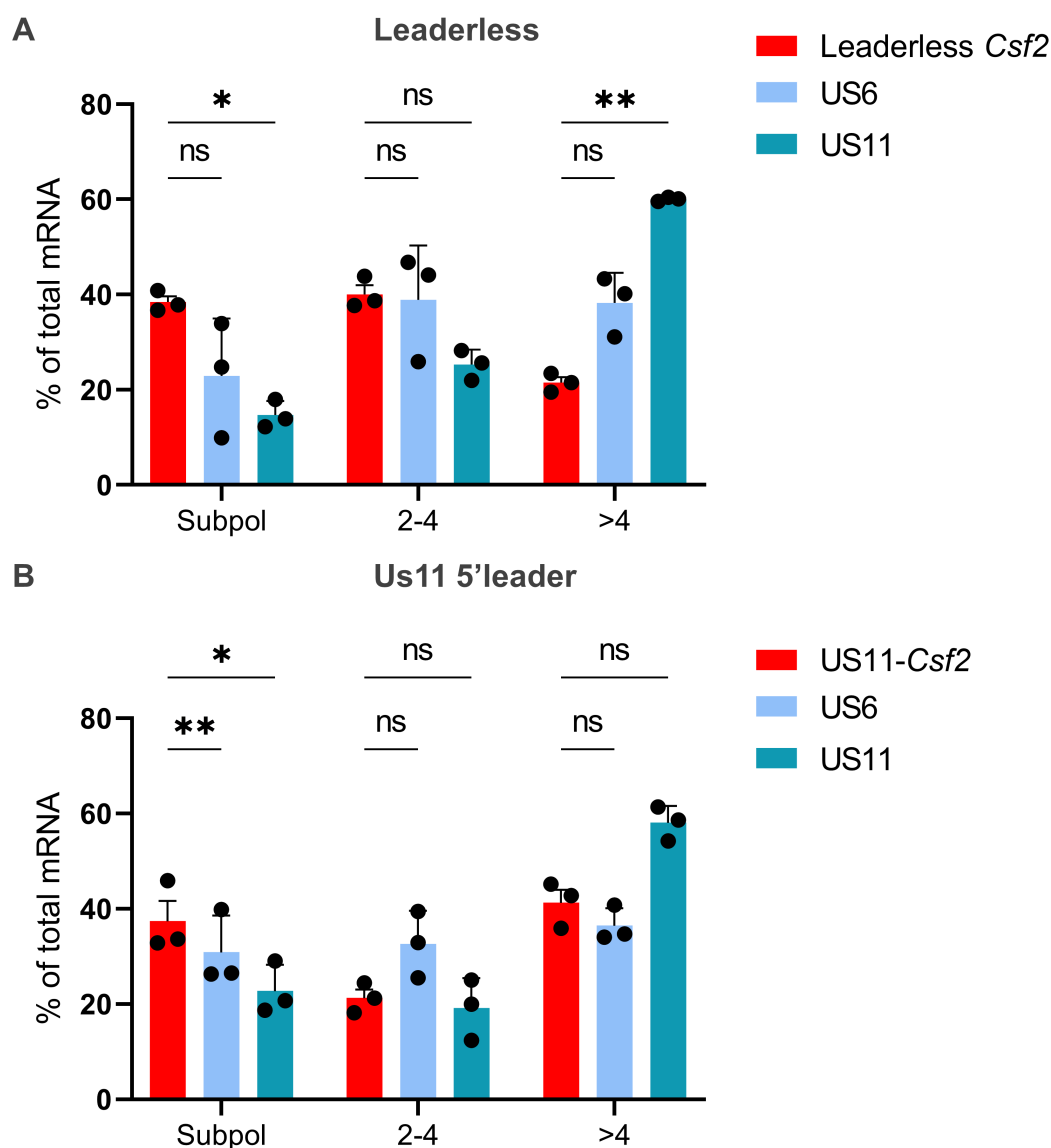 A
Leaderless
Leaderless Csf2
US6
US11
% of total mRNA
80
60
40
20
0
*
ns
ns
ns
**
ns
Subpol
2-4
>4
B
Us11 5’leader
US11-Csf2
US6
US11
% of total mRNA
80
60
40
20
0
*
**
ns
ns
ns
ns
Subpol
2-4
>4